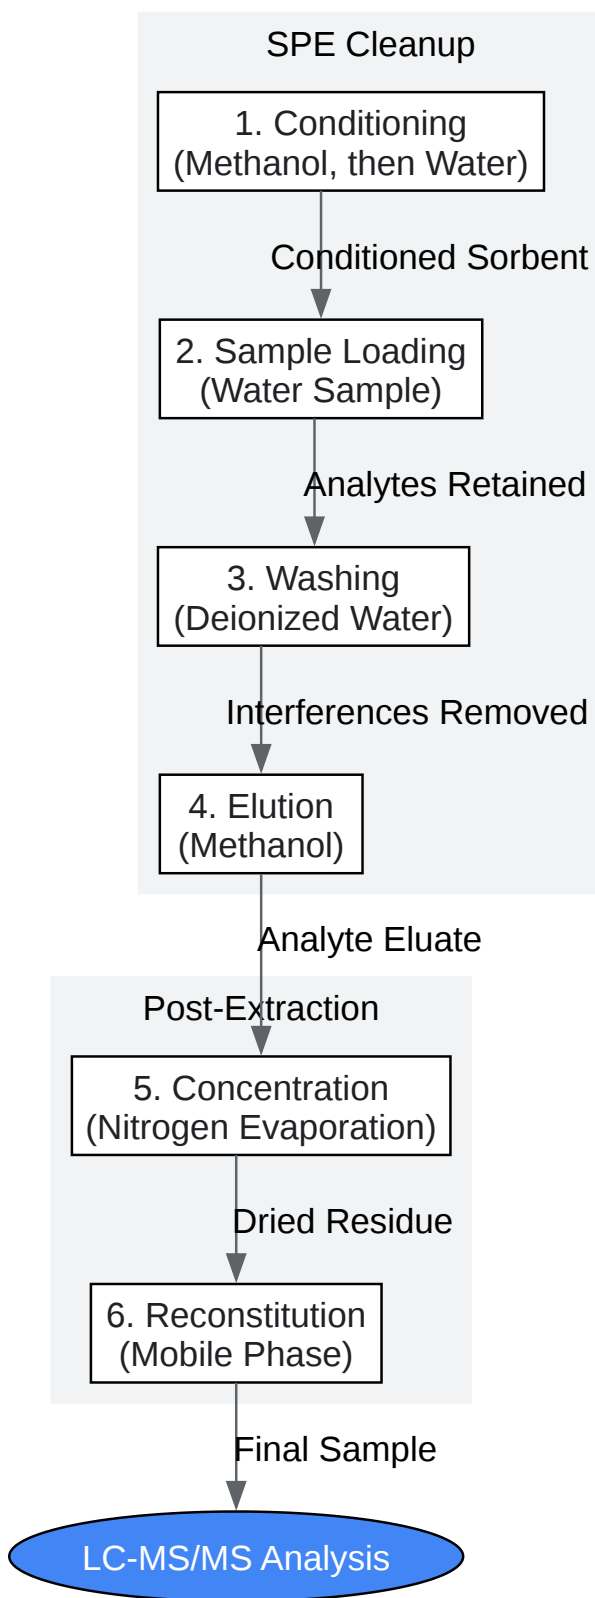 SPE Cleanup
1. Conditioning
(Methanol, then Water)
Conditioned Sorbent
2. Sample Loading
(Water Sample)
Analytes Retained
3. Washing
(Deionized Water)
Interferences Removed
4. Elution
(Methanol)
Analyte Eluate
Post-Extraction
5. Concentration
(Nitrogen Evaporation)
Dried Residue
6. Reconstitution
(Mobile Phase)
Final Sample
LC-MS/MS Analysis